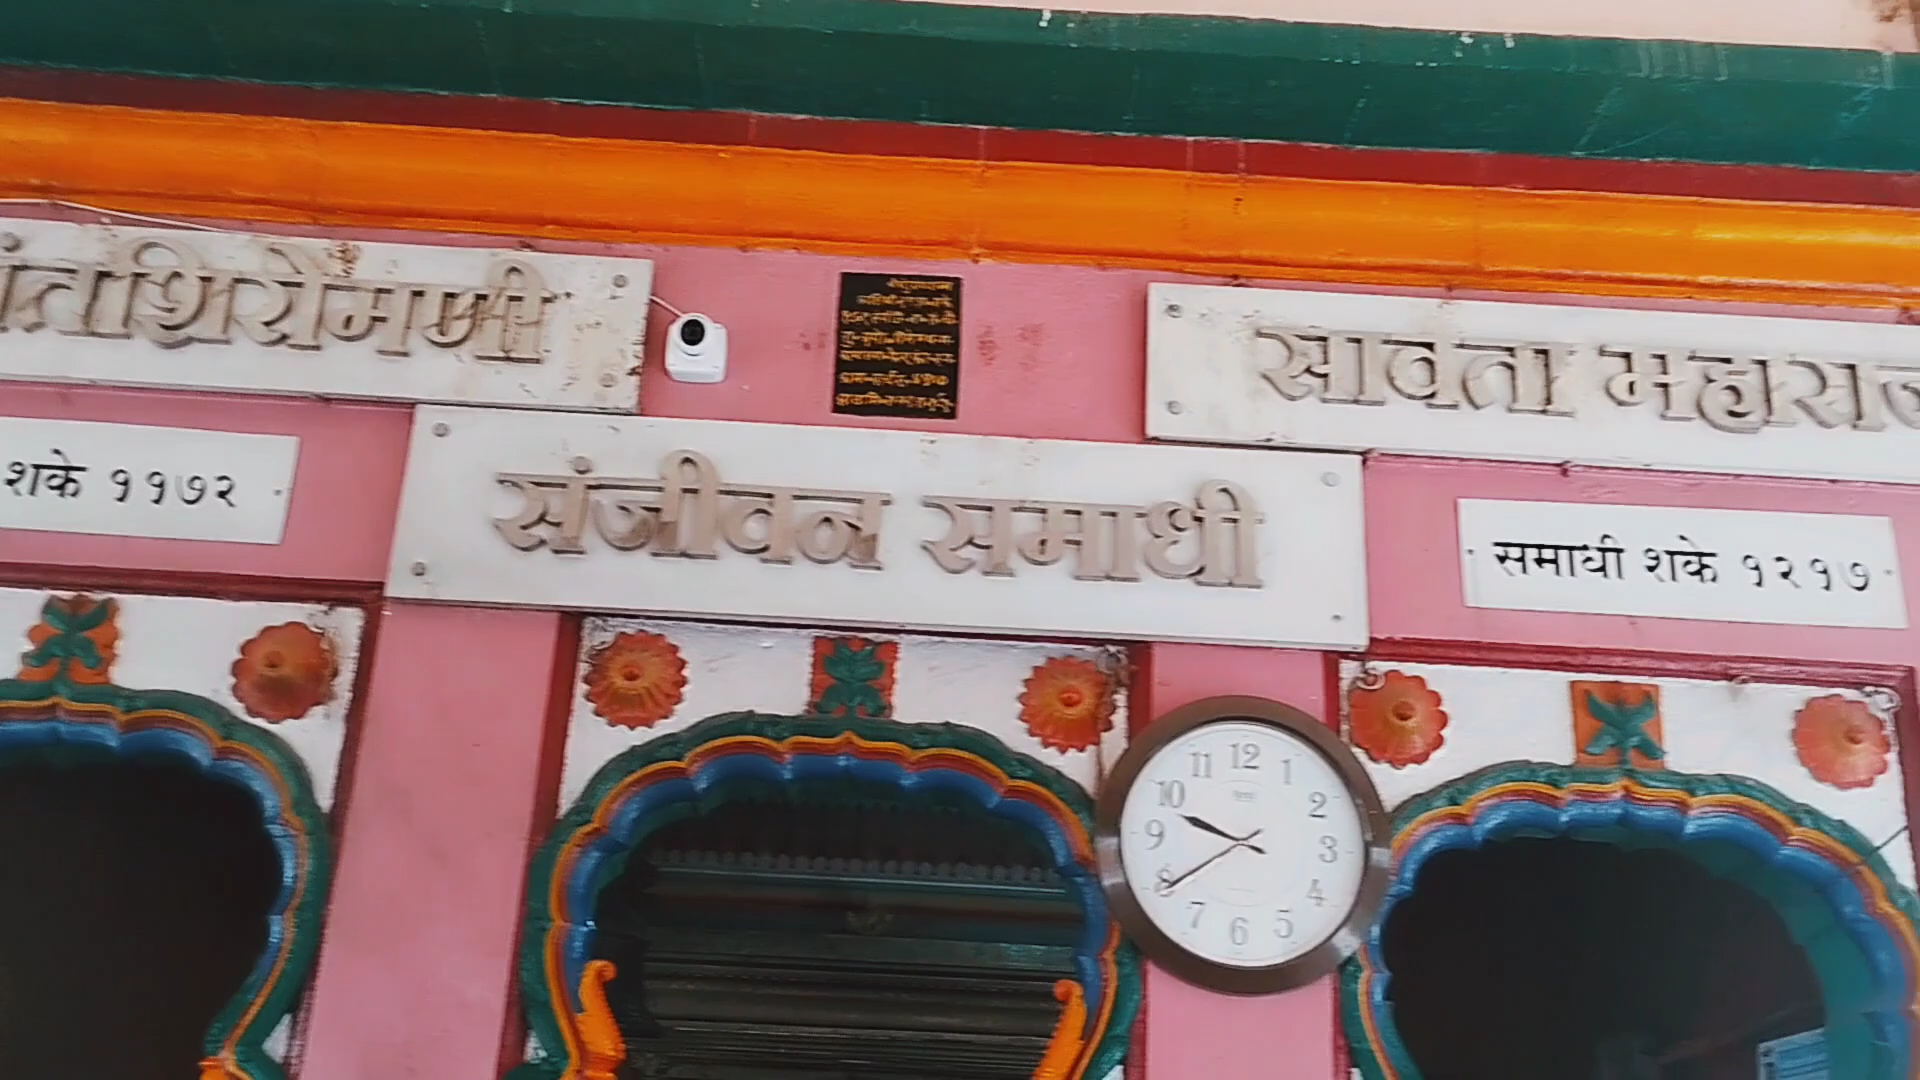 संतशिरोमणी
सावता महाराज
शके ११७२
संजीवन समाधी
समाधी शके १२१७
12
1
2
3
4
5
6
7
8
9
10
11